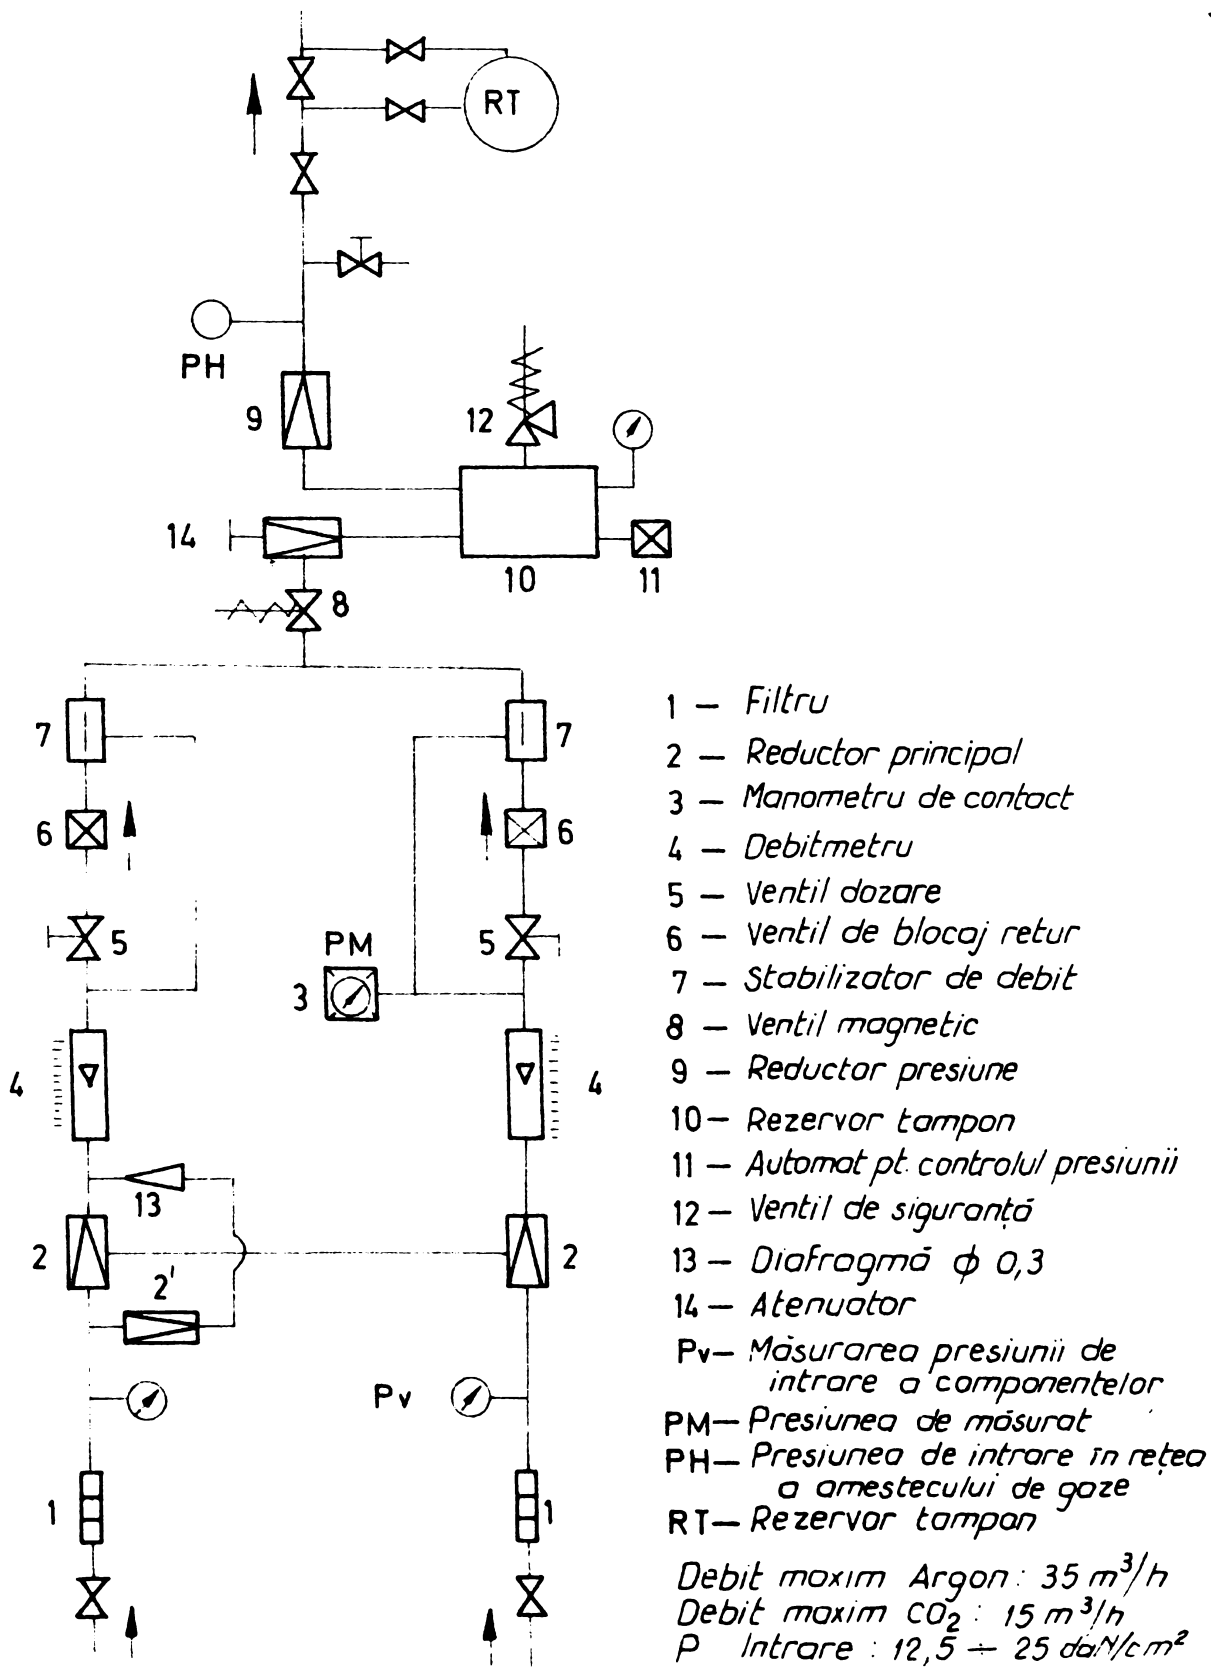 RT
PH
9
12
14
10
11
8
7
7
6
6
5
PM
5
3
4
4
13
2
2'
2
Pv
1
1
1 — Filtru
2 — Reductor principal
3 — Manometru de contact
4 — Debitmetru
5 — Ventil dozare
6 — Ventil de blocaj retur
7 — Stabilizator de debit
8 — Ventil magnetic
9 — Reductor presiune
10 — Rezervor tampon
11 — Automat pt. controlul presiunii
12 — Ventil de siguranță
13 — Diafragmă ϕ 0,3
14 — Atenuator
Pv — Măsurarea presiunii de
intrare a componentelor
PM — Presiunea de măsurat
PH — Presiunea de intrare în rețea
a amestecului de gaze
RT — Rezervor tampon
Debit maxim Argon : 35 m³/h
Debit maxim CO₂ : 15 m³/h
P Intrare : 12,5 ÷ 25 daN/cm²